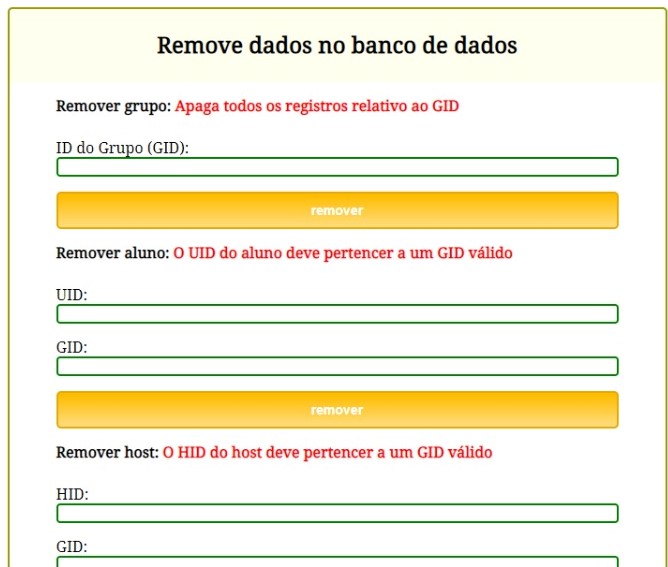 Remove dados no banco de dados
Remover grupo: Apaga todos os registros relativo ao GID
ID do Grupo (GID):
remover
Remover aluno: O UID do aluno deve pertencer a um GID válido
UID:
GID:
remover
Remover host: O HID do host deve pertencer a um GID válido
HID:
GID: